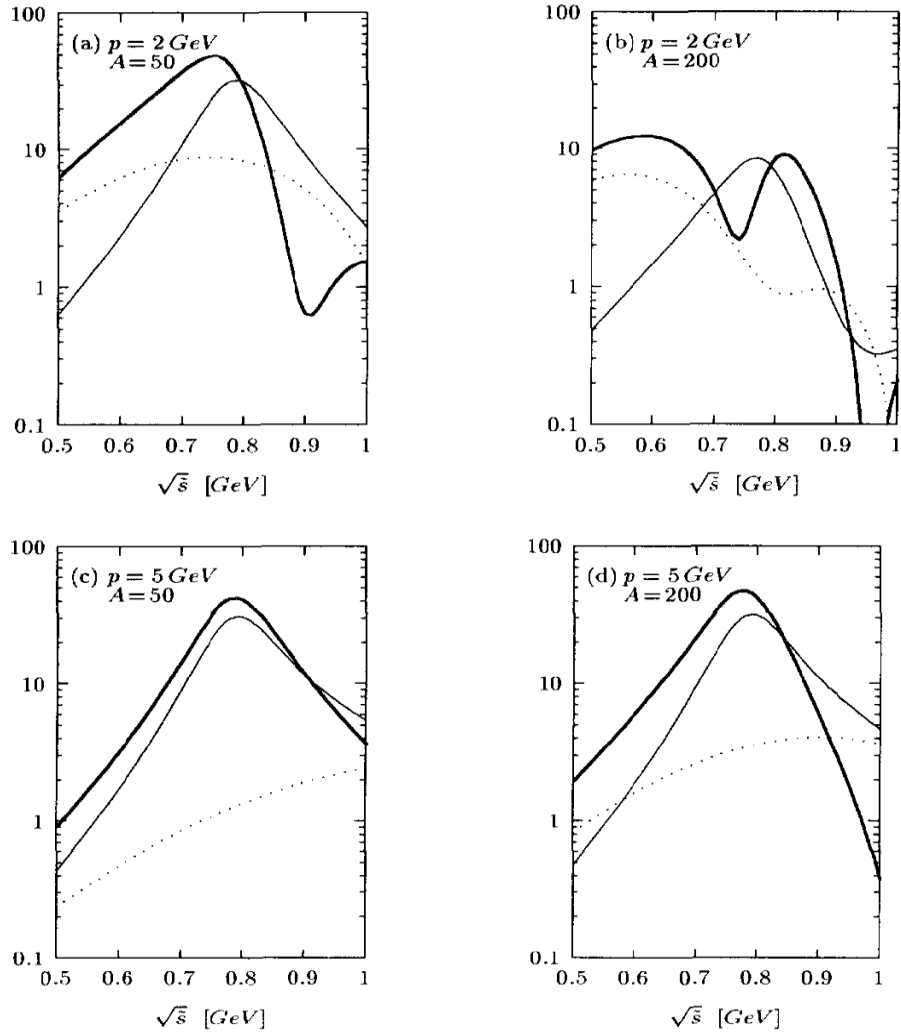 100
(a) p = 2 GeV
A = 50
10
1
0.1
0.5 0.6 0.7 0.8 0.9 1
√s̃ [GeV]
100
(b) p = 2 GeV
A = 200
10
1
0.1
0.5 0.6 0.7 0.8 0.9 1
√s̃ [GeV]
100
(c) p = 5 GeV
A = 50
10
1
0.1
0.5 0.6 0.7 0.8 0.9 1
√s̃ [GeV]
100
(d) p = 5 GeV
A = 200
10
1
0.1
0.5 0.6 0.7 0.8 0.9 1
√s̃ [GeV]